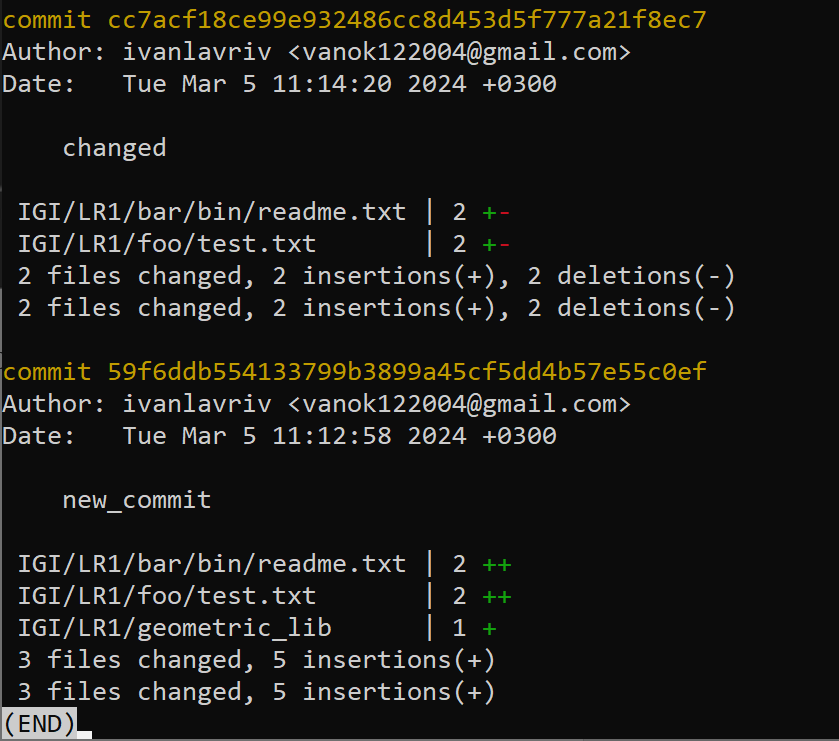 commit cc7acf18ce99e932486cc8d453d5f777a21f8ec7
Author: ivanlavriv <vanok122004@gmail.com>
Date:   Tue Mar 5 11:14:20 2024 +0300
changed
IGI/LR1/bar/bin/readme.txt | 2 +-
IGI/LR1/foo/test.txt       | 2 +-
2 files changed, 2 insertions(+), 2 deletions(-)
2 files changed, 2 insertions(+), 2 deletions(-)
commit 59f6ddb554133799b3899a45cf5dd4b57e55c0ef
Author: ivanlavriv <vanok122004@gmail.com>
Date:   Tue Mar 5 11:12:58 2024 +0300
new_commit
IGI/LR1/bar/bin/readme.txt | 2 ++
IGI/LR1/foo/test.txt       | 2 ++
IGI/LR1/geometric_lib      | 1 +
3 files changed, 5 insertions(+)
3 files changed, 5 insertions(+)
(END)